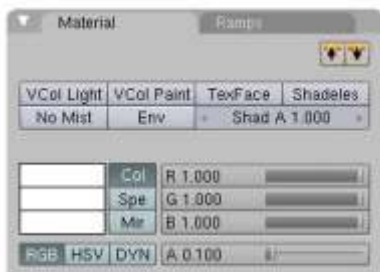 Material Ramps
VCol Light VCol Paint TexFace Shadeles
No Mist Env Shad A 1.000
Col R 1.000
Spe G 1.000
Mir B 1.000
RGB HSV DYN A 0.100